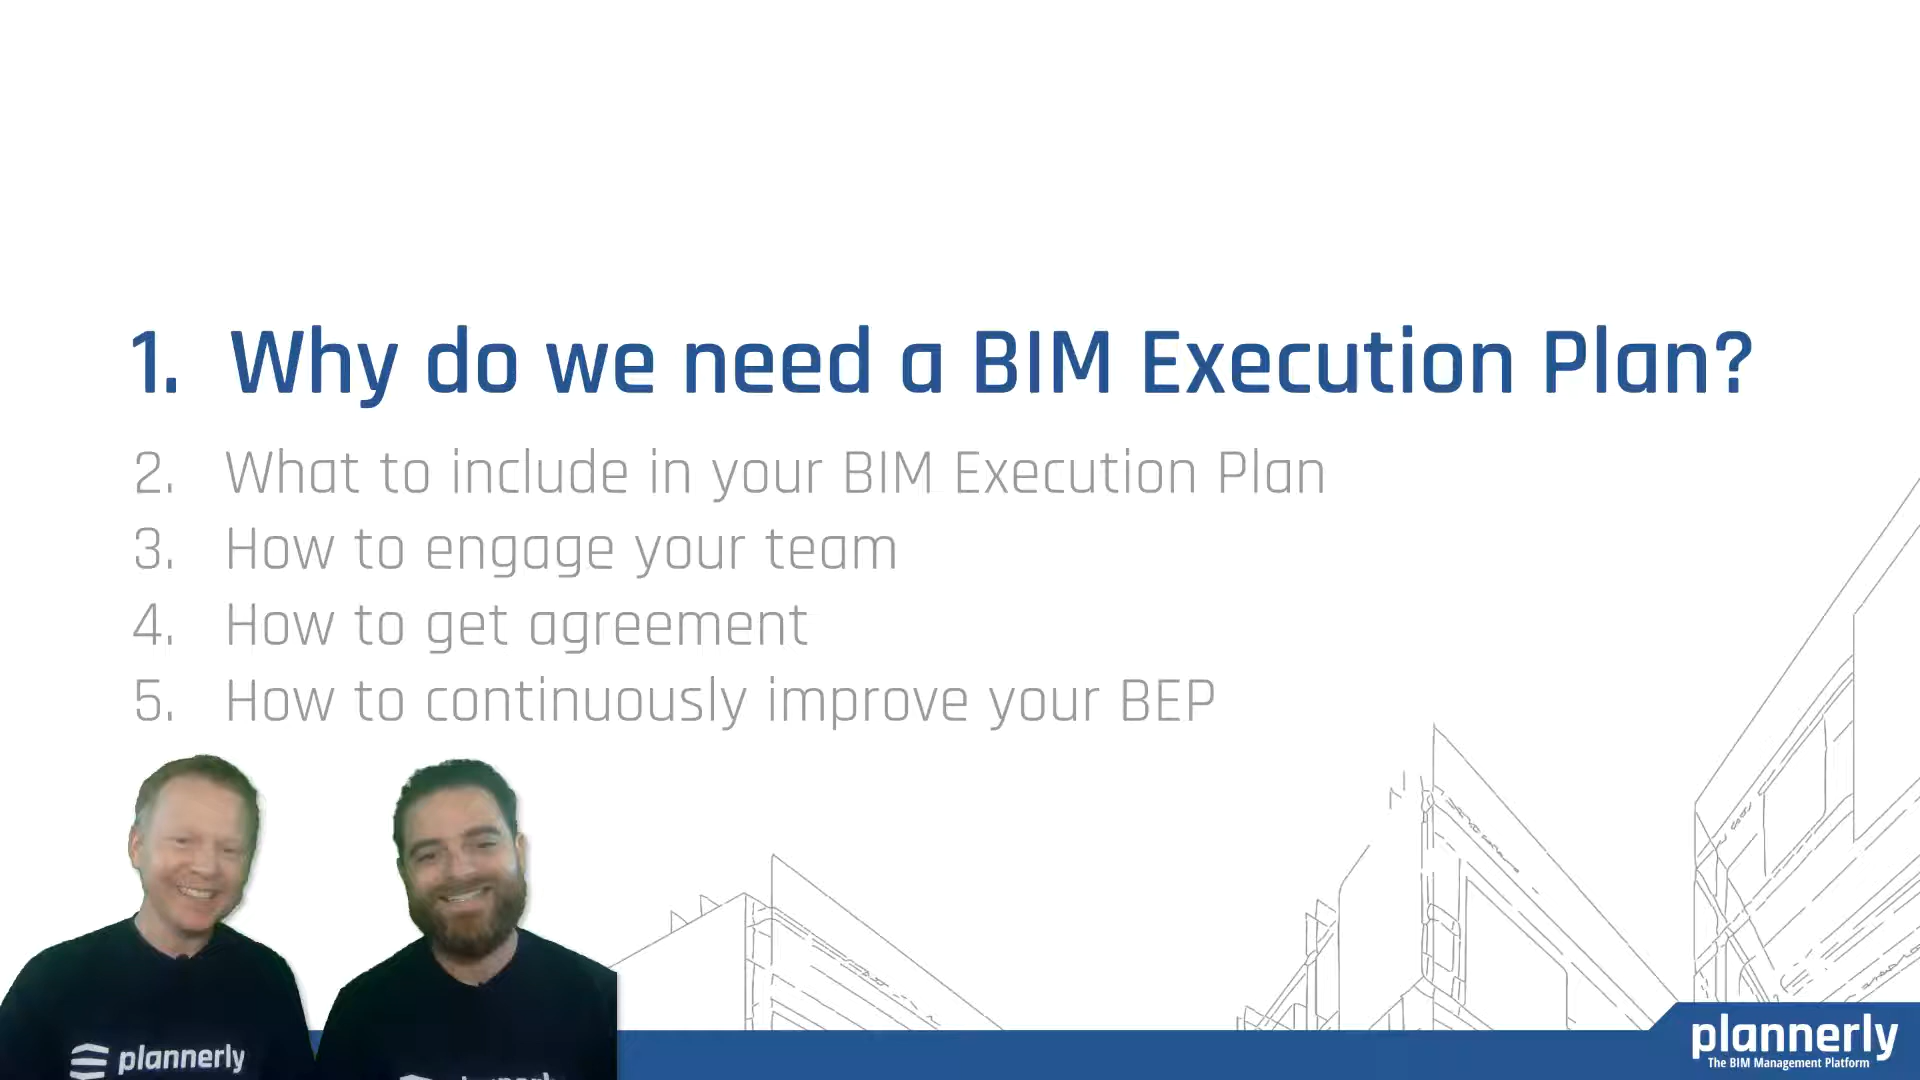 1. Why do we need a BIM Execution Plan?
2. What to include in your BIM Execution Plan
3. How to engage your team
4. How to get agreement
5. How to continuously improve your BEP
plannerly
plannerly
The BIM Management Platform